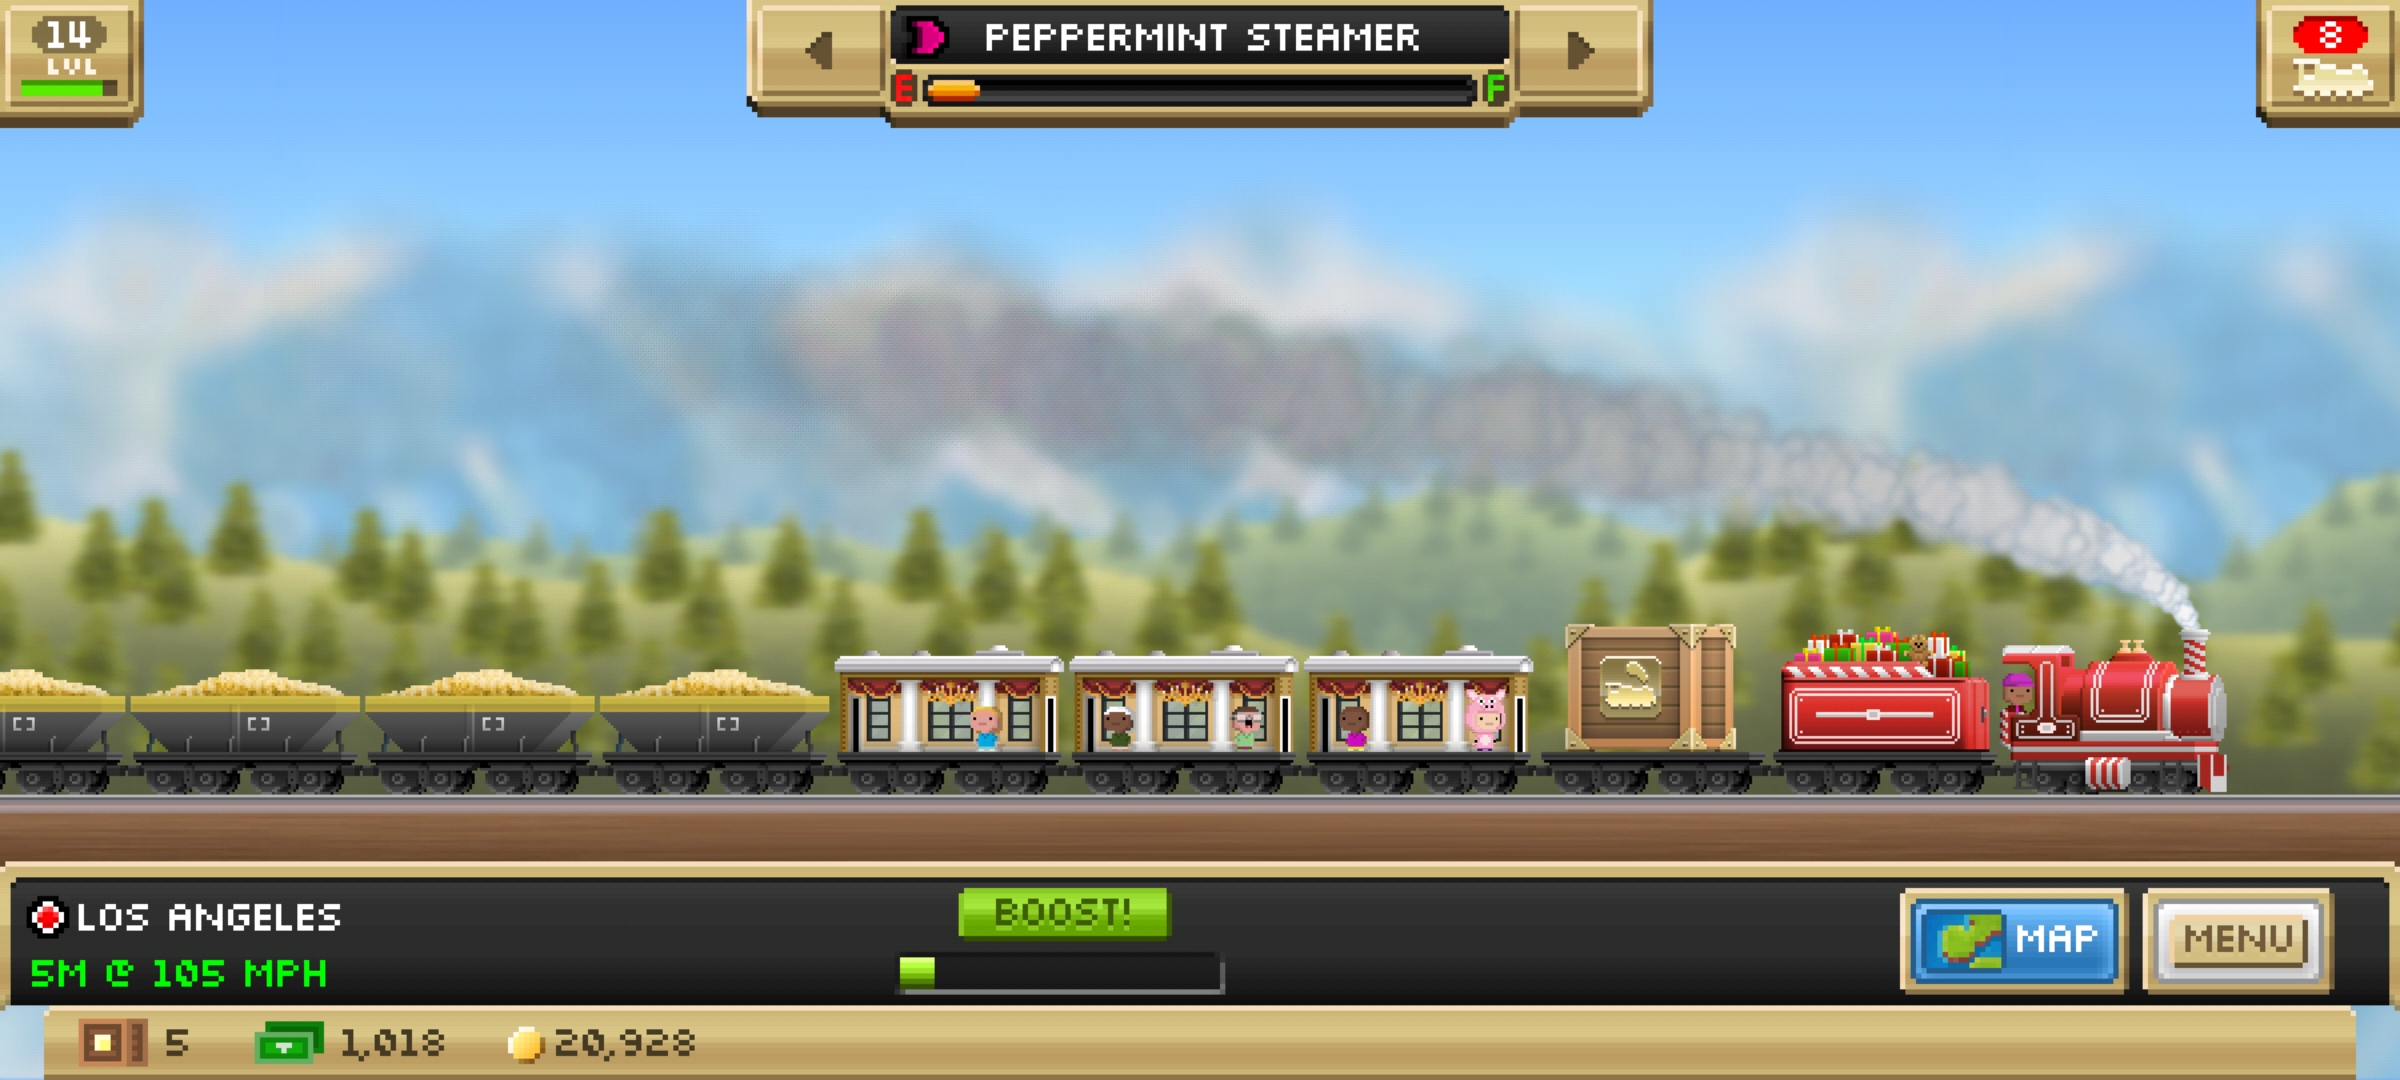 14
LVL
PEPPERMINT STEAMER
E
F
8
LOS ANGELES
5M @ 105 MPH
BOOST!
MAP
MENU
5
1,018
20,928